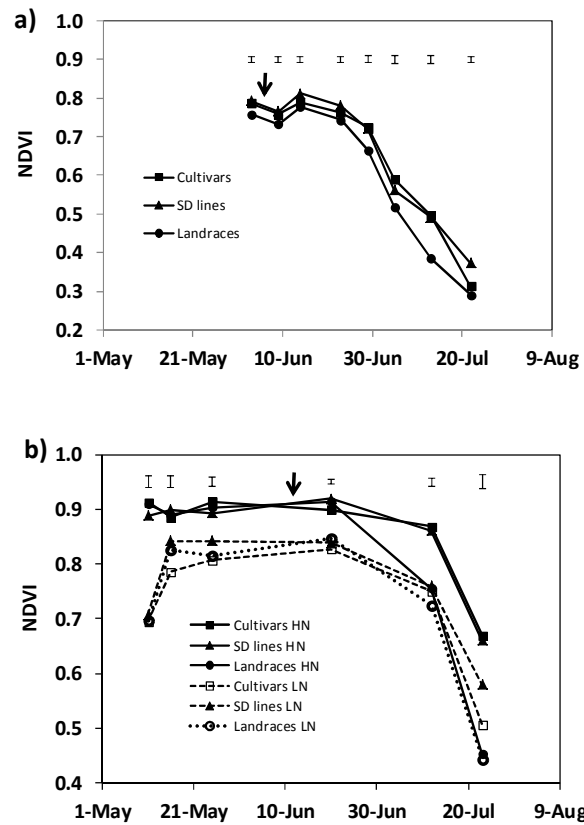 a)
1.0
0.9
0.8
0.7
0.6
0.5
0.4
0.3
0.2
NDVI
Cultivars
SD lines
Landraces
1-May 21-May 10-Jun 30-Jun 20-Jul 9-Aug
b)
1.0
0.9
0.8
0.7
0.6
0.5
0.4
NDVI
Cultivars HN
SD lines HN
Landraces HN
Cultivars LN
SD lines LN
Landraces LN
1-May 21-May 10-Jun 30-Jun 20-Jul 9-Aug